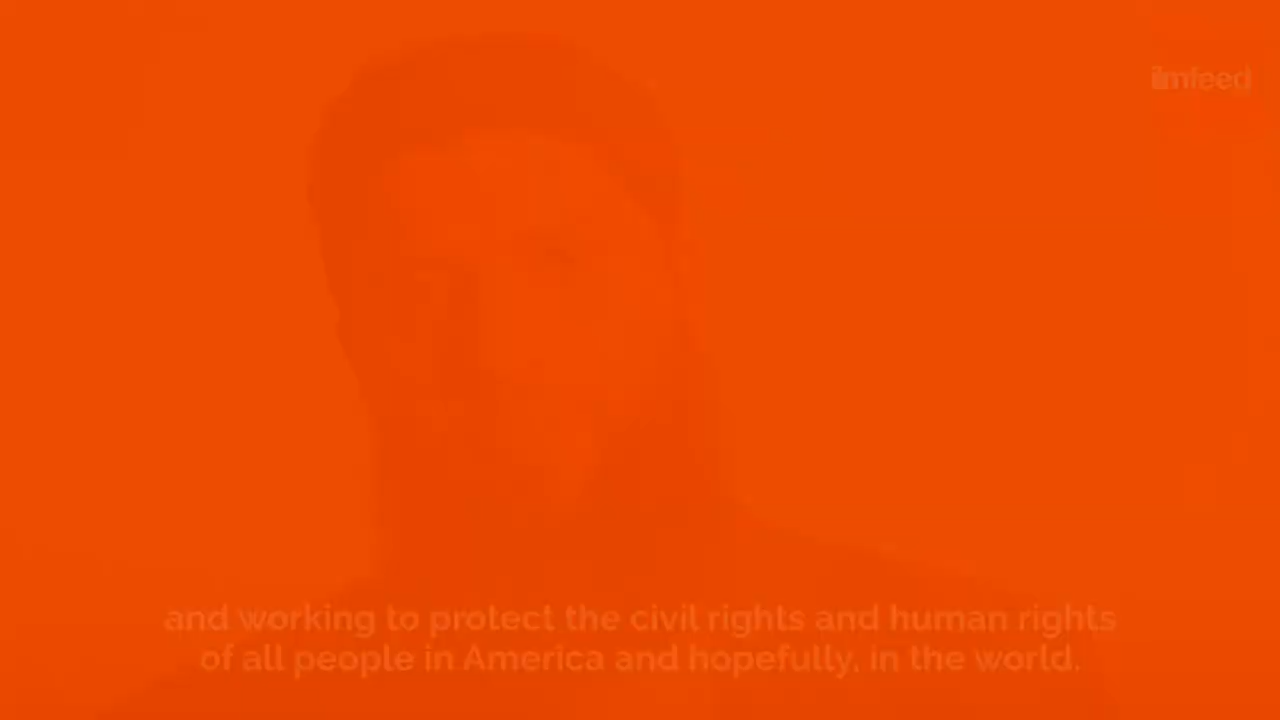 ilmfeed
and working to protect the civil rights and human rights
of all people in America and hopefully, in the world.